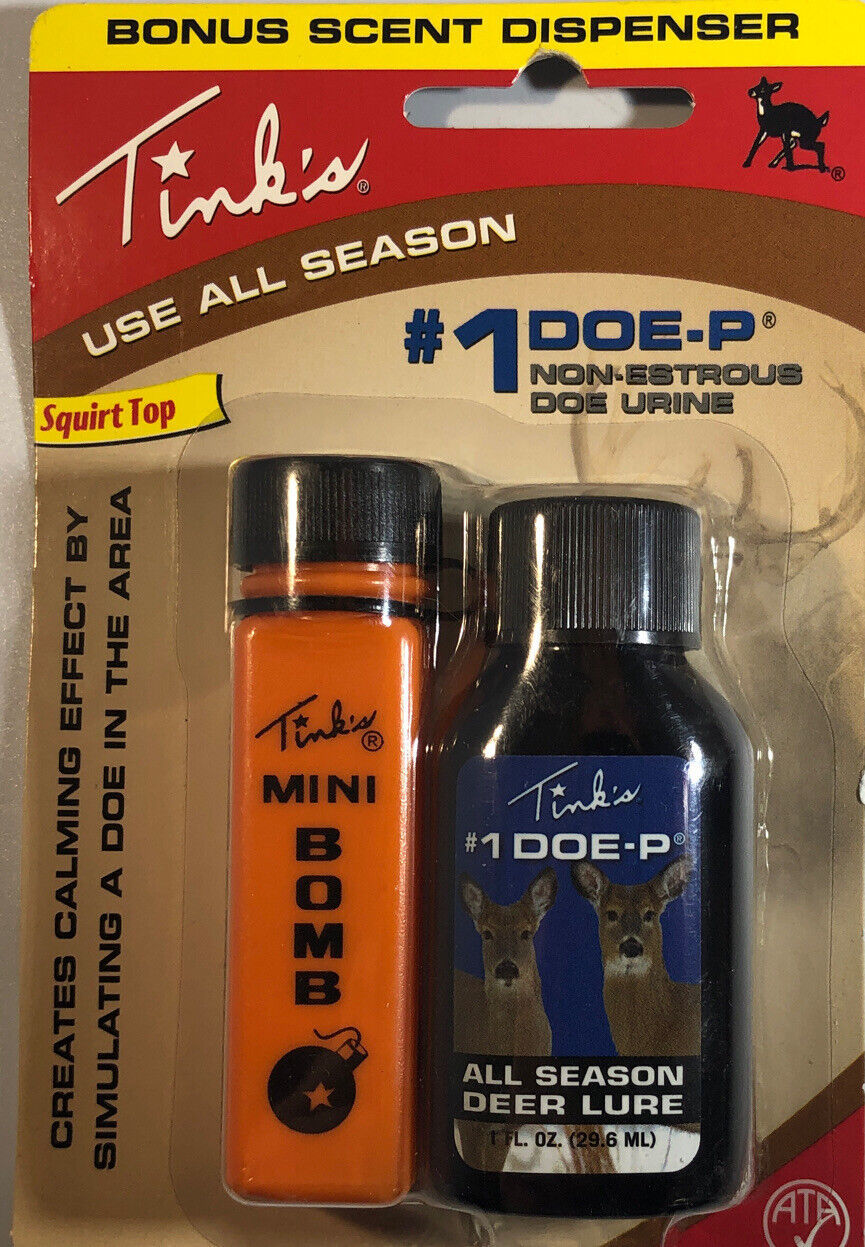 BONUS SCENT DISPENSER
Tink's®
®
USE ALL SEASON
#1 DOE-P®
NON-ESTROUS
DOE URINE
Squirt Top
CREATES CALMING EFFECT BY
SIMULATING A DOE IN THE AREA
Tink's®
MINI
BOMB
Tink's
#1 DOE-P®
ALL SEASON
DEER LURE
1 FL. OZ. (29.6 ML)
ATA